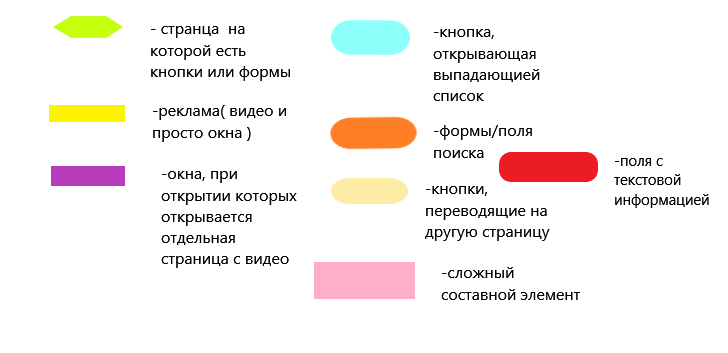 - странца на
которой есть
кнопки или формы
-реклама( видео и
просто окна )
-окна, при
открытии которых
открывается
отдельная
страница с видео
-кнопка,
открывающая
выпадающией
список
-формы/поля
поиска
-кнопки,
переводящие на
другую страницу
-сложный
составной элемент
-поля с
текстовой
информацией